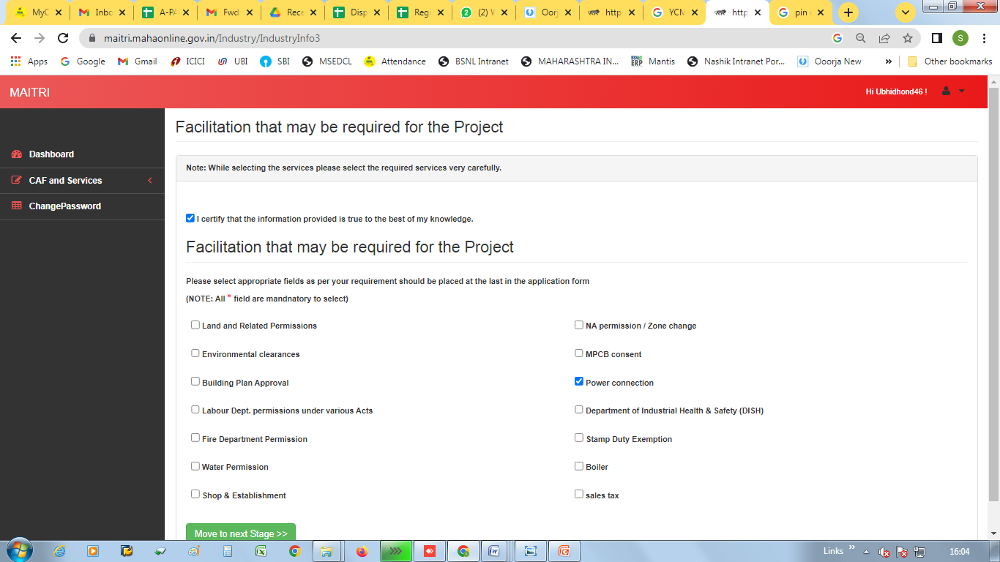 MyC
Inbo
A-PA
Fwd
Rece
Disp
Regi
(2) W
Oorj
http
YCM
http
pin
maitri.mahaonline.gov.in/Industry/IndustryInfo3
S
Apps
Google
Gmail
ICICI
UBI
SBI
MSEDCL
Attendance
BSNL Intranet
MAHARASHTRA IN...
Mantis
Nashik Intranet Por...
Ooorja New
»
Other bookmarks
MAITRI
Hi Ubhidhond46 !
Dashboard
CAF and Services
ChangePassword
Facilitation that may be required for the Project
Note: While selecting the services please select the required services very carefully.
I certify that the information provided is true to the best of my knowledge.
Facilitation that may be required for the Project
Please select appropriate fields as per your requirement should be placed at the last in the application form
(NOTE: All * field are mandnatory to select)
Land and Related Permissions
NA permission / Zone change
Environmental clearances
MPCB consent
Building Plan Approval
Power connection
Labour Dept. permissions under various Acts
Department of Industrial Health & Safety (DISH)
Fire Department Permission
Stamp Duty Exemption
Water Permission
Boiler
Shop & Establishment
sales tax
Move to next Stage >>
Links »
16:04